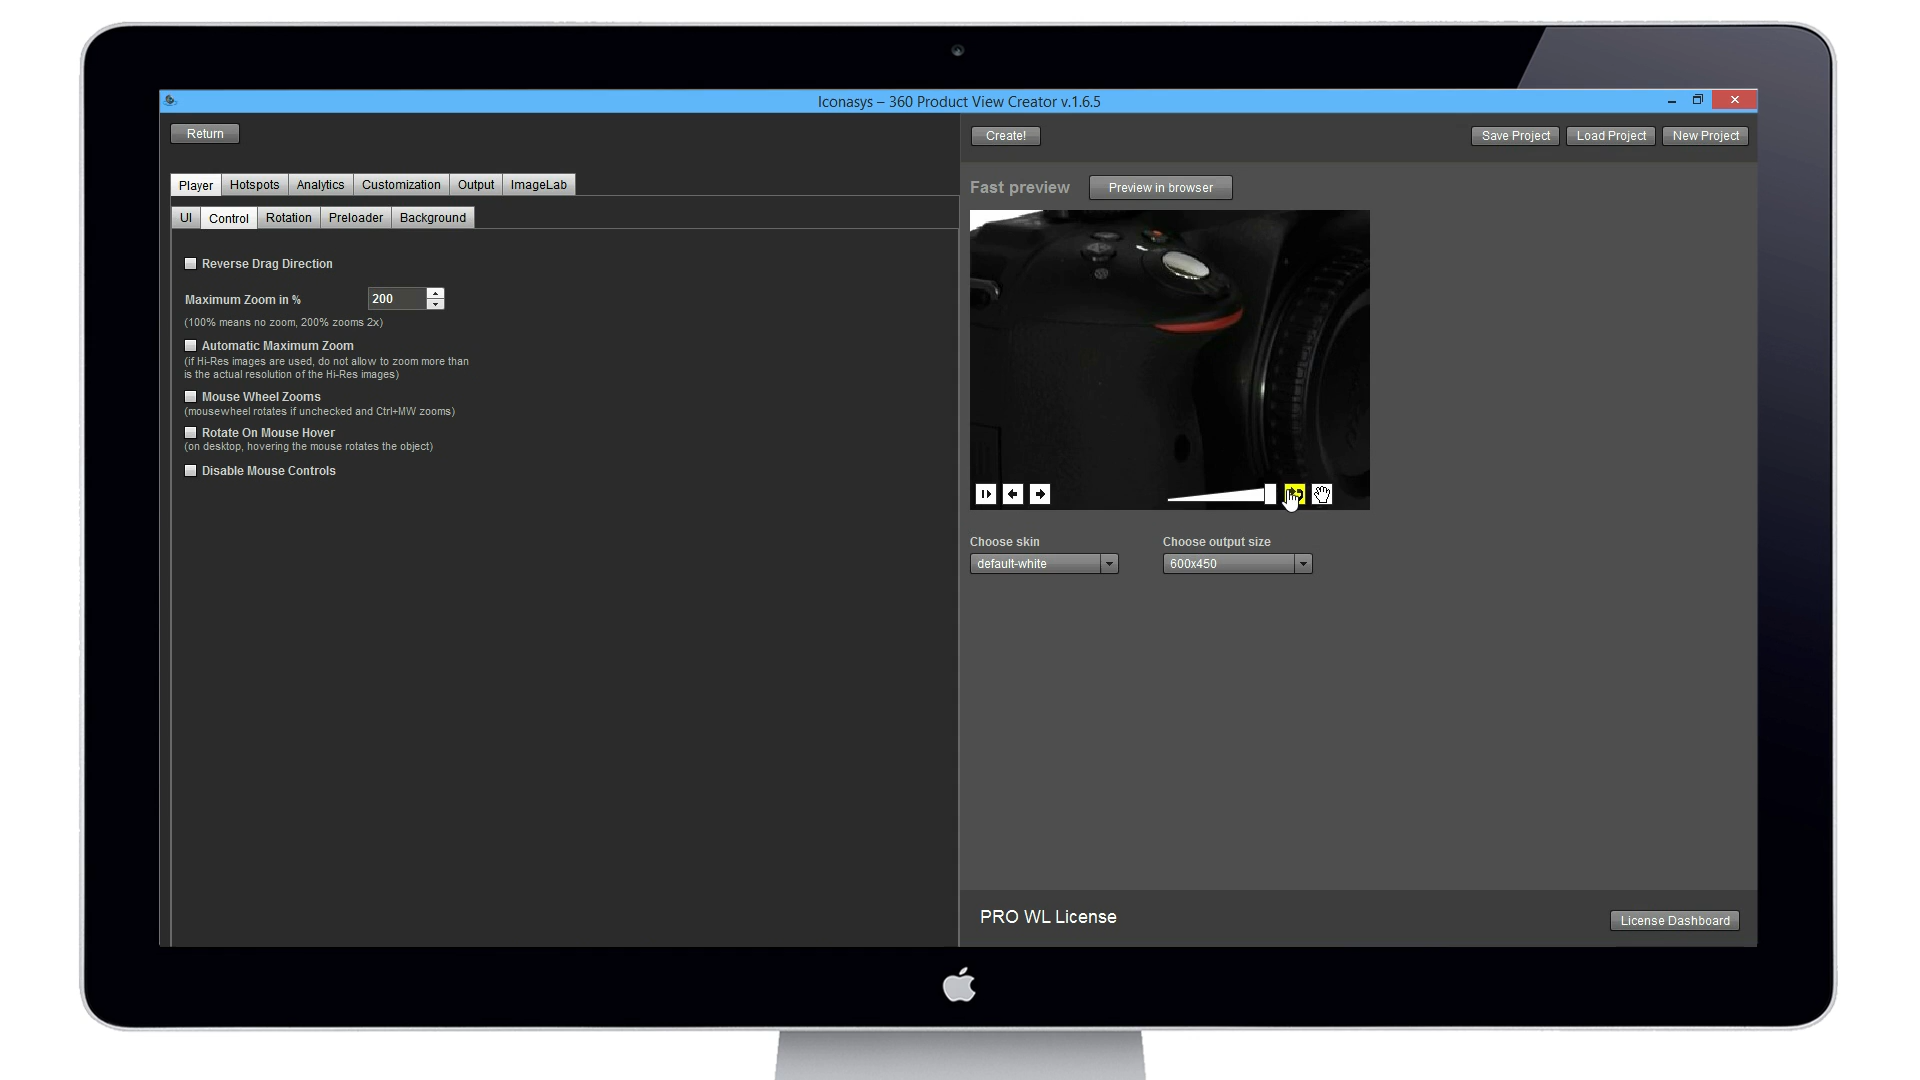 Iconasys – 360 Product View Creator v.1.6.5
Return
Create!
Save Project
Load Project
New Project
Player
Hotspots
Analytics
Customization
Output
ImageLab
Fast preview
Preview in browser
UI
Control
Rotation
Preloader
Background
Reverse Drag Direction
Maximum Zoom in %
200
(100% means no zoom, 200% zooms 2x)
Automatic Maximum Zoom
(if Hi-Res images are used, do not allow to zoom more than
is the actual resolution of the Hi-Res images)
Mouse Wheel Zooms
(mousewheel rotates if unchecked and Ctrl+MW zooms)
Rotate On Mouse Hover
(on desktop, hovering the mouse rotates the object)
Disable Mouse Controls
Choose skin
default-white
Choose output size
600x450
PRO WL License
License Dashboard